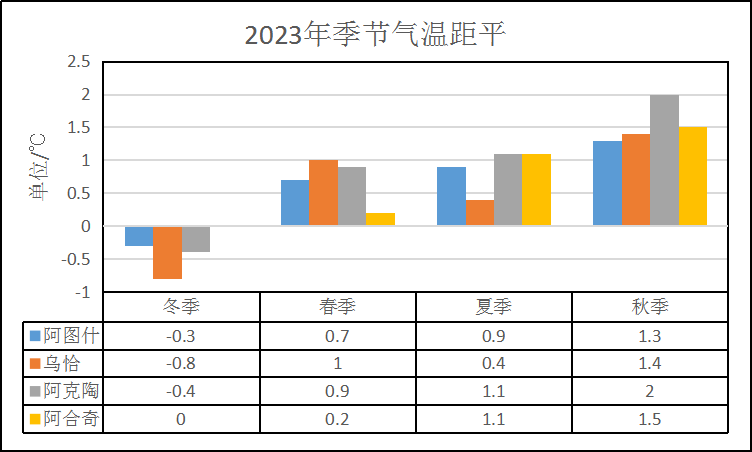 2023年季节气温距平
单位/℃
2.5
2
1.5
1
0.5
0
-0.5
-1
冬季 春季 夏季 秋季
阿图什 -0.3 0.7 0.9 1.3
乌恰 -0.8 1 0.4 1.4
阿克陶 -0.4 0.9 1.1 2
阿合奇 0 0.2 1.1 1.5